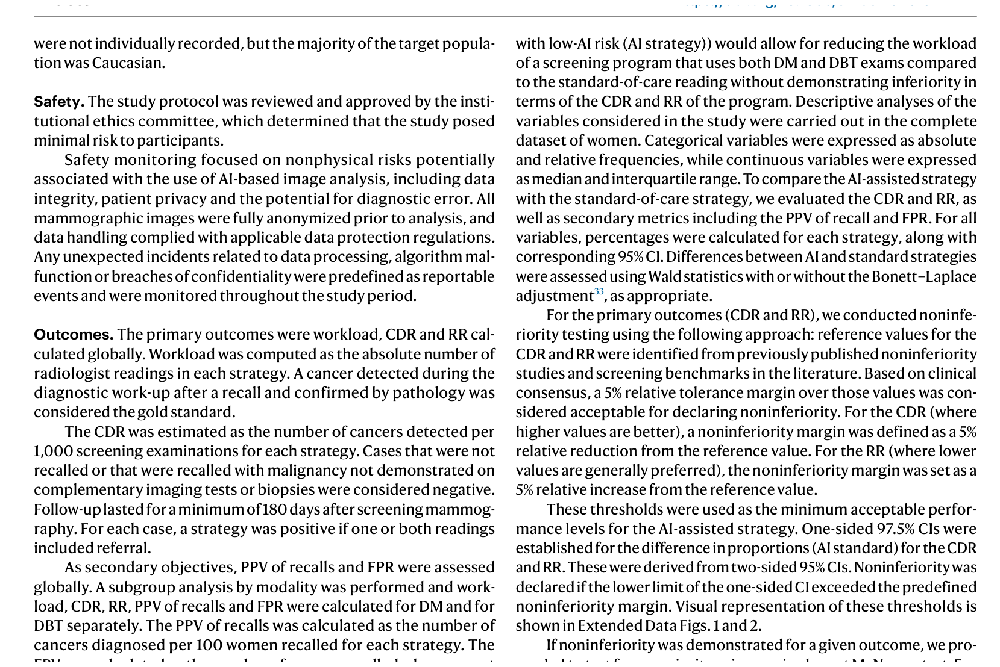 were not individually recorded, but the majority of the target popula-
tion was Caucasian.
Safety. The study protocol was reviewed and approved by the insti-
tutional ethics committee, which determined that the study posed
minimal risk to participants.
Safety monitoring focused on nonphysical risks potentially
associated with the use of AI-based image analysis, including data
integrity, patient privacy and the potential for diagnostic error. All
mammographic images were fully anonymized prior to analysis, and
data handling complied with applicable data protection regulations.
Any unexpected incidents related to data processing, algorithm mal-
function or breaches of confidentiality were predefined as reportable
events and were monitored throughout the study period.
Outcomes. The primary outcomes were workload, CDR and RR cal-
culated globally. Workload was computed as the absolute number of
radiologist readings in each strategy. A cancer detected during the
diagnostic work-up after a recall and confirmed by pathology was
considered the gold standard.
The CDR was estimated as the number of cancers detected per
1,000 screening examinations for each strategy. Cases that were not
recalled or that were recalled with malignancy not demonstrated on
complementary imaging tests or biopsies were considered negative.
Follow-up lasted for a minimum of 180 days after screening mammog-
raphy. For each case, a strategy was positive if one or both readings
included referral.
As secondary objectives, PPV of recalls and FPR were assessed
globally. A subgroup analysis by modality was performed and work-
load, CDR, RR, PPV of recalls and FPR were calculated for DM and for
DBT separately. The PPV of recalls was calculated as the number of
cancers diagnosed per 100 women recalled for each strategy. The
with low-AI risk (AI strategy)) would allow for reducing the workload
of a screening program that uses both DM and DBT exams compared
to the standard-of-care reading without demonstrating inferiority in
terms of the CDR and RR of the program. Descriptive analyses of the
variables considered in the study were carried out in the complete
dataset of women. Categorical variables were expressed as absolute
and relative frequencies, while continuous variables were expressed
as median and interquartile range. To compare the AI-assisted strategy
with the standard-of-care strategy, we evaluated the CDR and RR, as
well as secondary metrics including the PPV of recall and FPR. For all
variables, percentages were calculated for each strategy, along with
corresponding 95% CI. Differences between AI and standard strategies
were assessed using Wald statistics with or without the Bonett–Laplace
adjustment33, as appropriate.
For the primary outcomes (CDR and RR), we conducted noninfe-
riority testing using the following approach: reference values for the
CDR and RR were identified from previously published noninferiority
studies and screening benchmarks in the literature. Based on clinical
consensus, a 5% relative tolerance margin over those values was con-
sidered acceptable for declaring noninferiority. For the CDR (where
higher values are better), a noninferiority margin was defined as a 5%
relative reduction from the reference value. For the RR (where lower
values are generally preferred), the noninferiority margin was set as a
5% relative increase from the reference value.
These thresholds were used as the minimum acceptable perfor-
mance levels for the AI-assisted strategy. One-sided 97.5% CIs were
established for the difference in proportions (AI standard) for the CDR
and RR. These were derived from two-sided 95% CIs. Noninferiority was
declared if the lower limit of the one-sided CI exceeded the predefined
noninferiority margin. Visual representation of these thresholds is
shown in Extended Data Figs. 1 and 2.
If noninferiority was demonstrated for a given outcome, we pro-